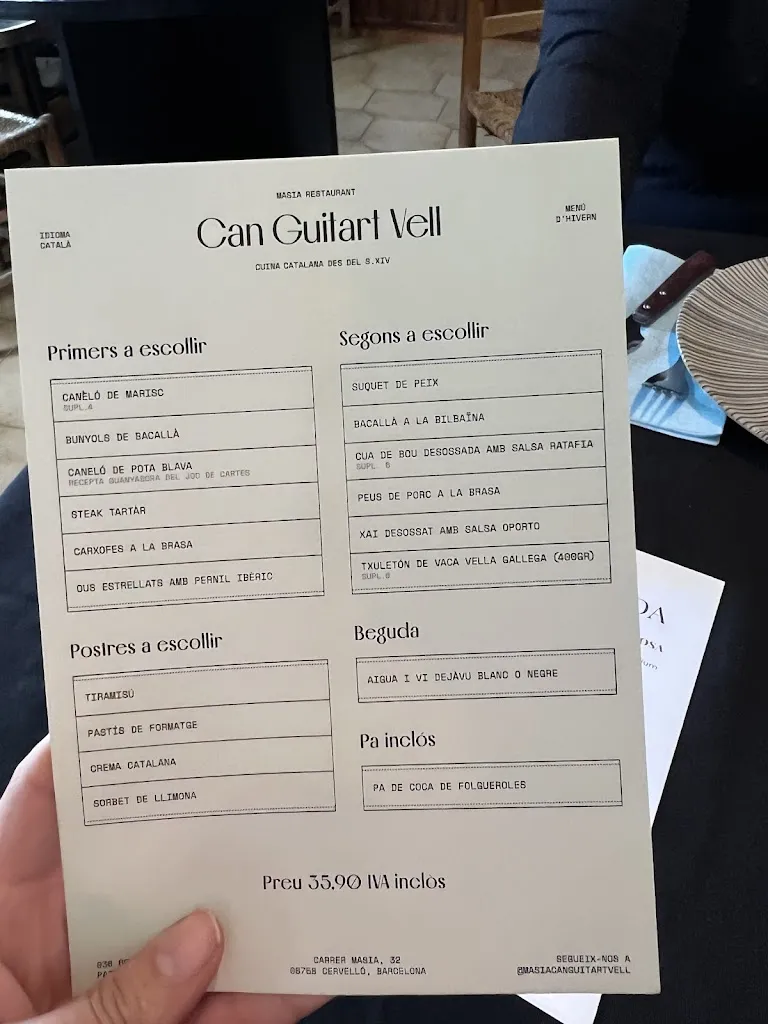 MASIA RESTAURANT
Can Guitart Vell
CUINA CATALANA DES DEL S.XIV
IDIOMA
CATALÀ
MENÚ
D'HIVERN
Primers a escollir
CANELÓ DE MARISC
SUPL.4
BUNYOLS DE BACALLÀ
CANELÓ DE POTA BLAVA
RECEPTA GUANYADORA DEL JOC DE CARTES
STEAK TARTÀR
CARXOFES A LA BRASA
OUS ESTRELLATS AMB PERNIL IBÈRIC
Segons a escollir
SUQUET DE PEIX
BACALLÀ A LA BILBAÏNA
CUA DE BOU DESOSSADA AMB SALSA RATAFIA
SUPL. 6
PEUS DE PORC A LA BRASA
XAI DESOSSAT AMB SALSA OPORTO
TXULETÓN DE VACA VELLA GALLEGA (400GR)
Postres a escollir
TIRAMISÚ
PASTÍS DE FORMATGE
CREMA CATALANA
SORBET DE LLIMONA
Beguda
AIGUA I VI DEJÀVU BLANC O NEGRE
Pa inclós
PA DE COCA DE FOLGUEROLES
Preu 35,90 IVA inclòs
CARRER MASIA, 32
08758 CERVELLÓ, BARCELONA
SEGUEIX-NOS A
@MASIACANGUITARTVELL